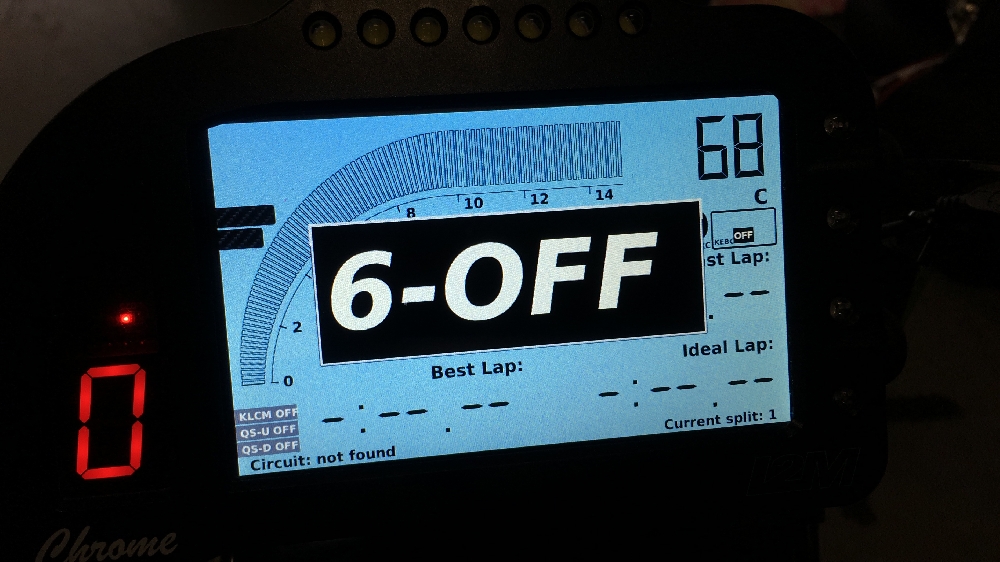 68
C
8
10
12
14
OFF
st Lap:
6-OFF
2
0
Best Lap:
Ideal Lap:
KLCM OFF
QS-U OFF
QS-D OFF
Current split: 1
Circuit: not found
0
Chrome